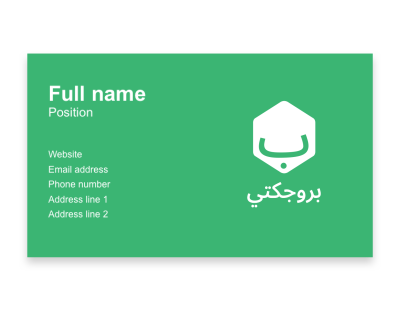 Full name
Position
Website
Email address
Phone number
Address line 1
Address line 2
ب
بروجكتي